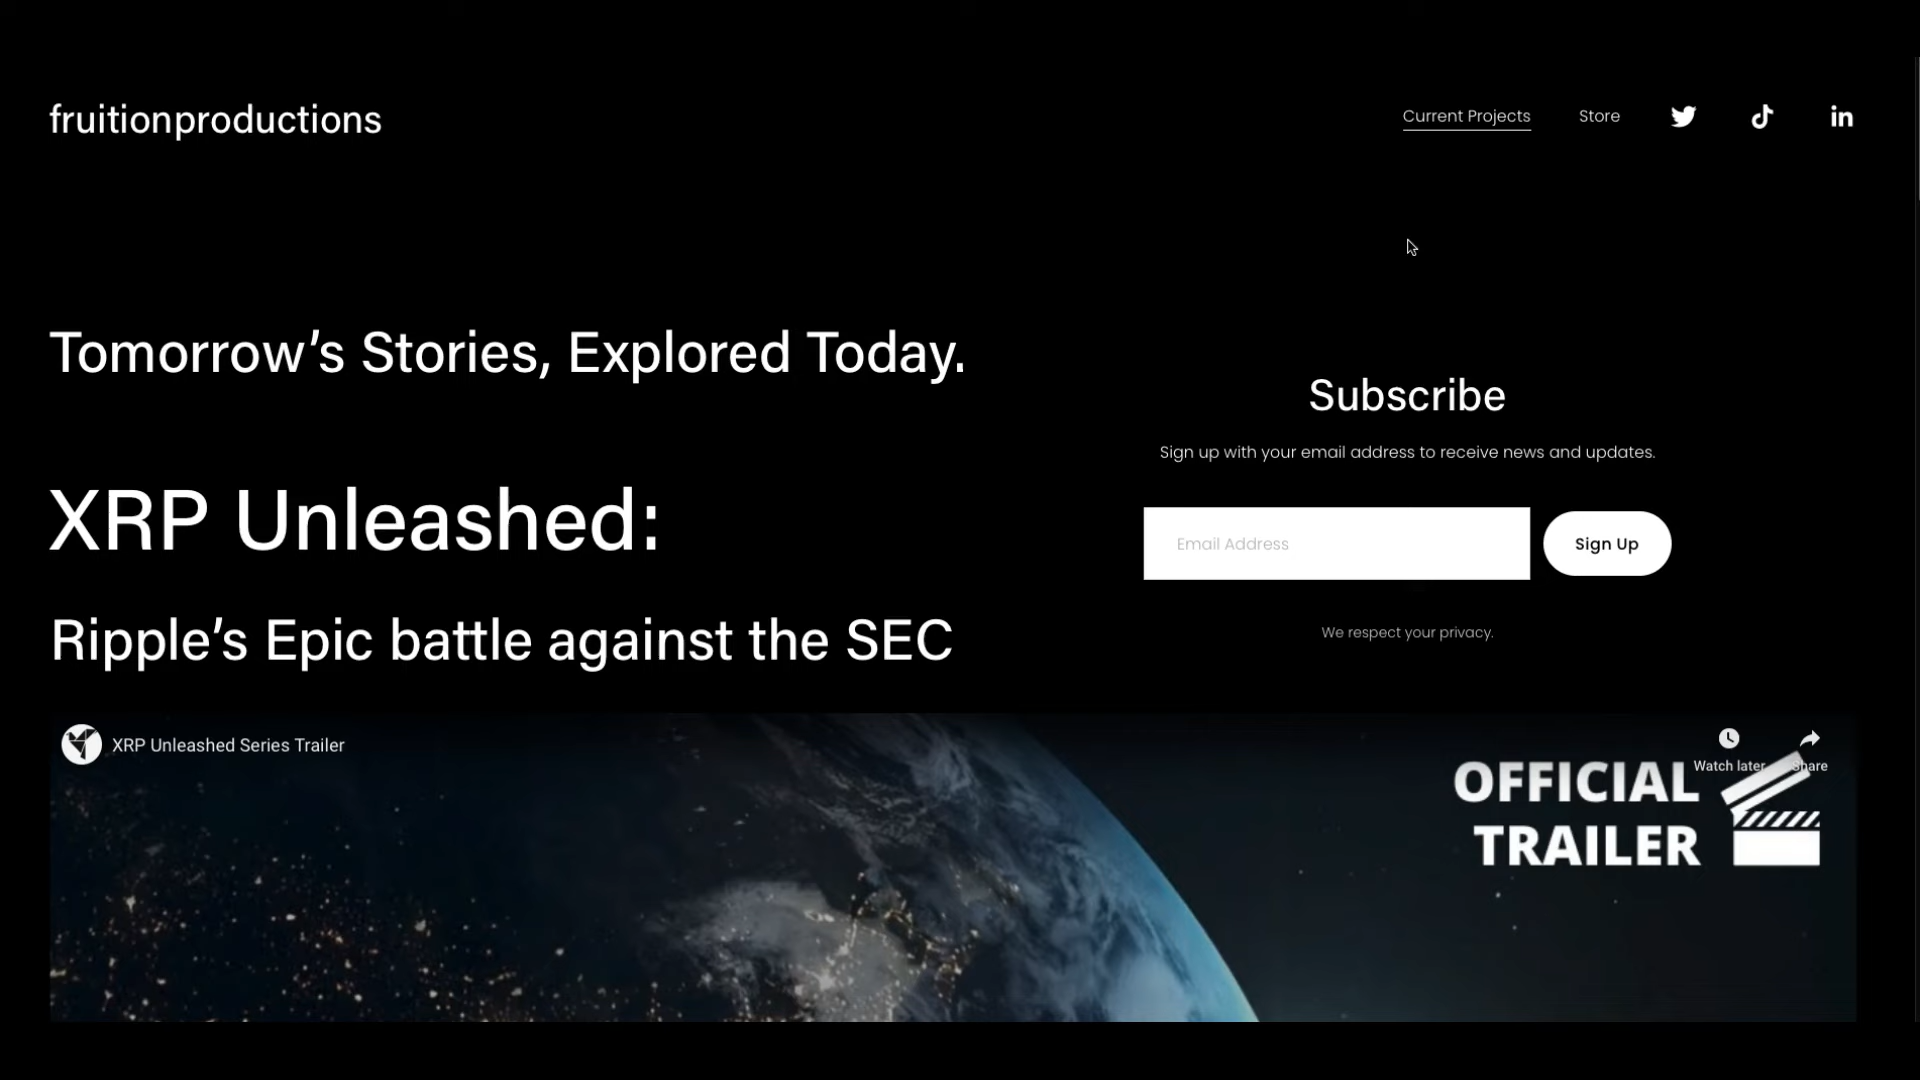 fruitionproductions
Current Projects
Store
Tomorrow’s Stories, Explored Today.
Subscribe
Sign up with your email address to receive news and updates.
XRP Unleashed:
Email Address
Sign Up
Ripple’s Epic battle against the SEC
We respect your privacy.
XRP Unleashed Series Trailer
Watch later
Share
OFFICIAL
TRAILER